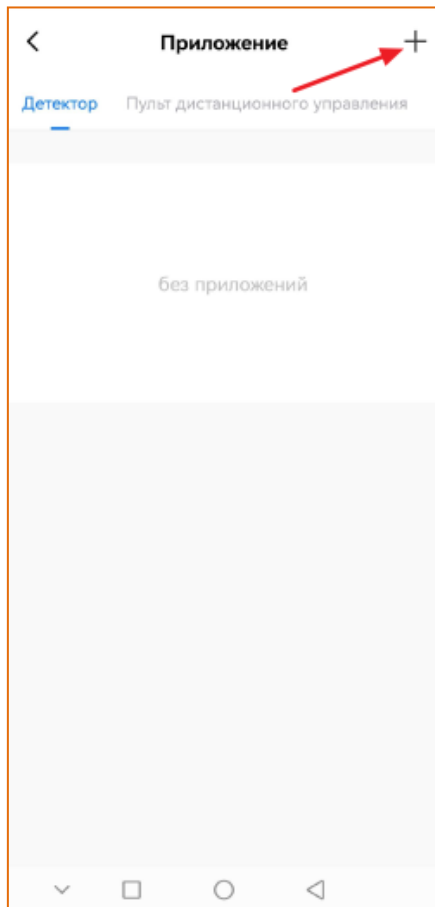 Приложение
Детектор Пульт дистанционного управления
без приложений